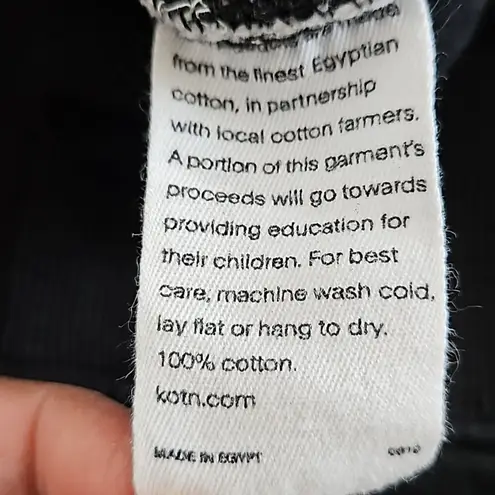 are made
from the finest Egyptian
cotton, in partnership
with local cotton farmers.
A portion of this garment's
proceeds will go towards
providing education for
their children. For best
care, machine wash cold,
lay flat or hang to dry.
100% cotton.
kotn.com
MADE IN EGYPT